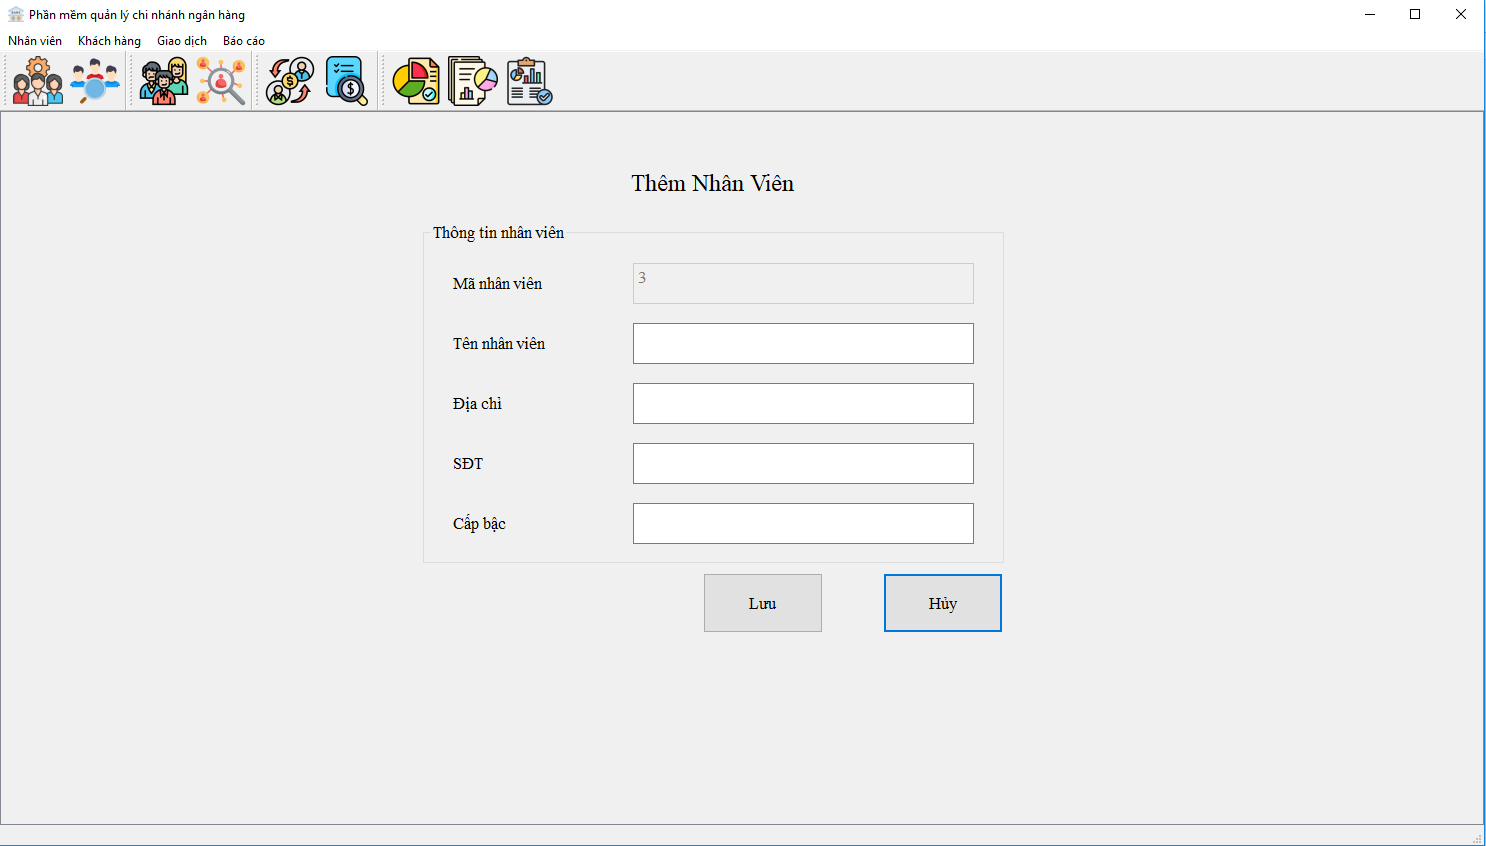 Phần mềm quản lý chi nhánh ngân hàng
Nhân viên Khách hàng Giao dịch Báo cáo
Thêm Nhân Viên
Thông tin nhân viên
Mã nhân viên 3
Tên nhân viên
Địa chỉ
SĐT
Cấp bậc
Lưu Hủy